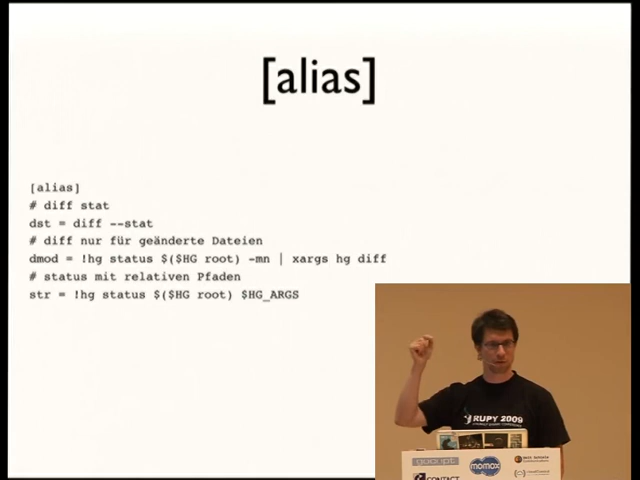 [alias]
[alias]
# diff stat
dst = diff --stat
# diff nur für geänderte Dateien
dmod = !hg status $($HG root) -mn | xargs hg diff
# status mit relativen Pfaden
str = !hg status $($HG root) $HG_ARGS
RUPY 2009
momox
CONTACT